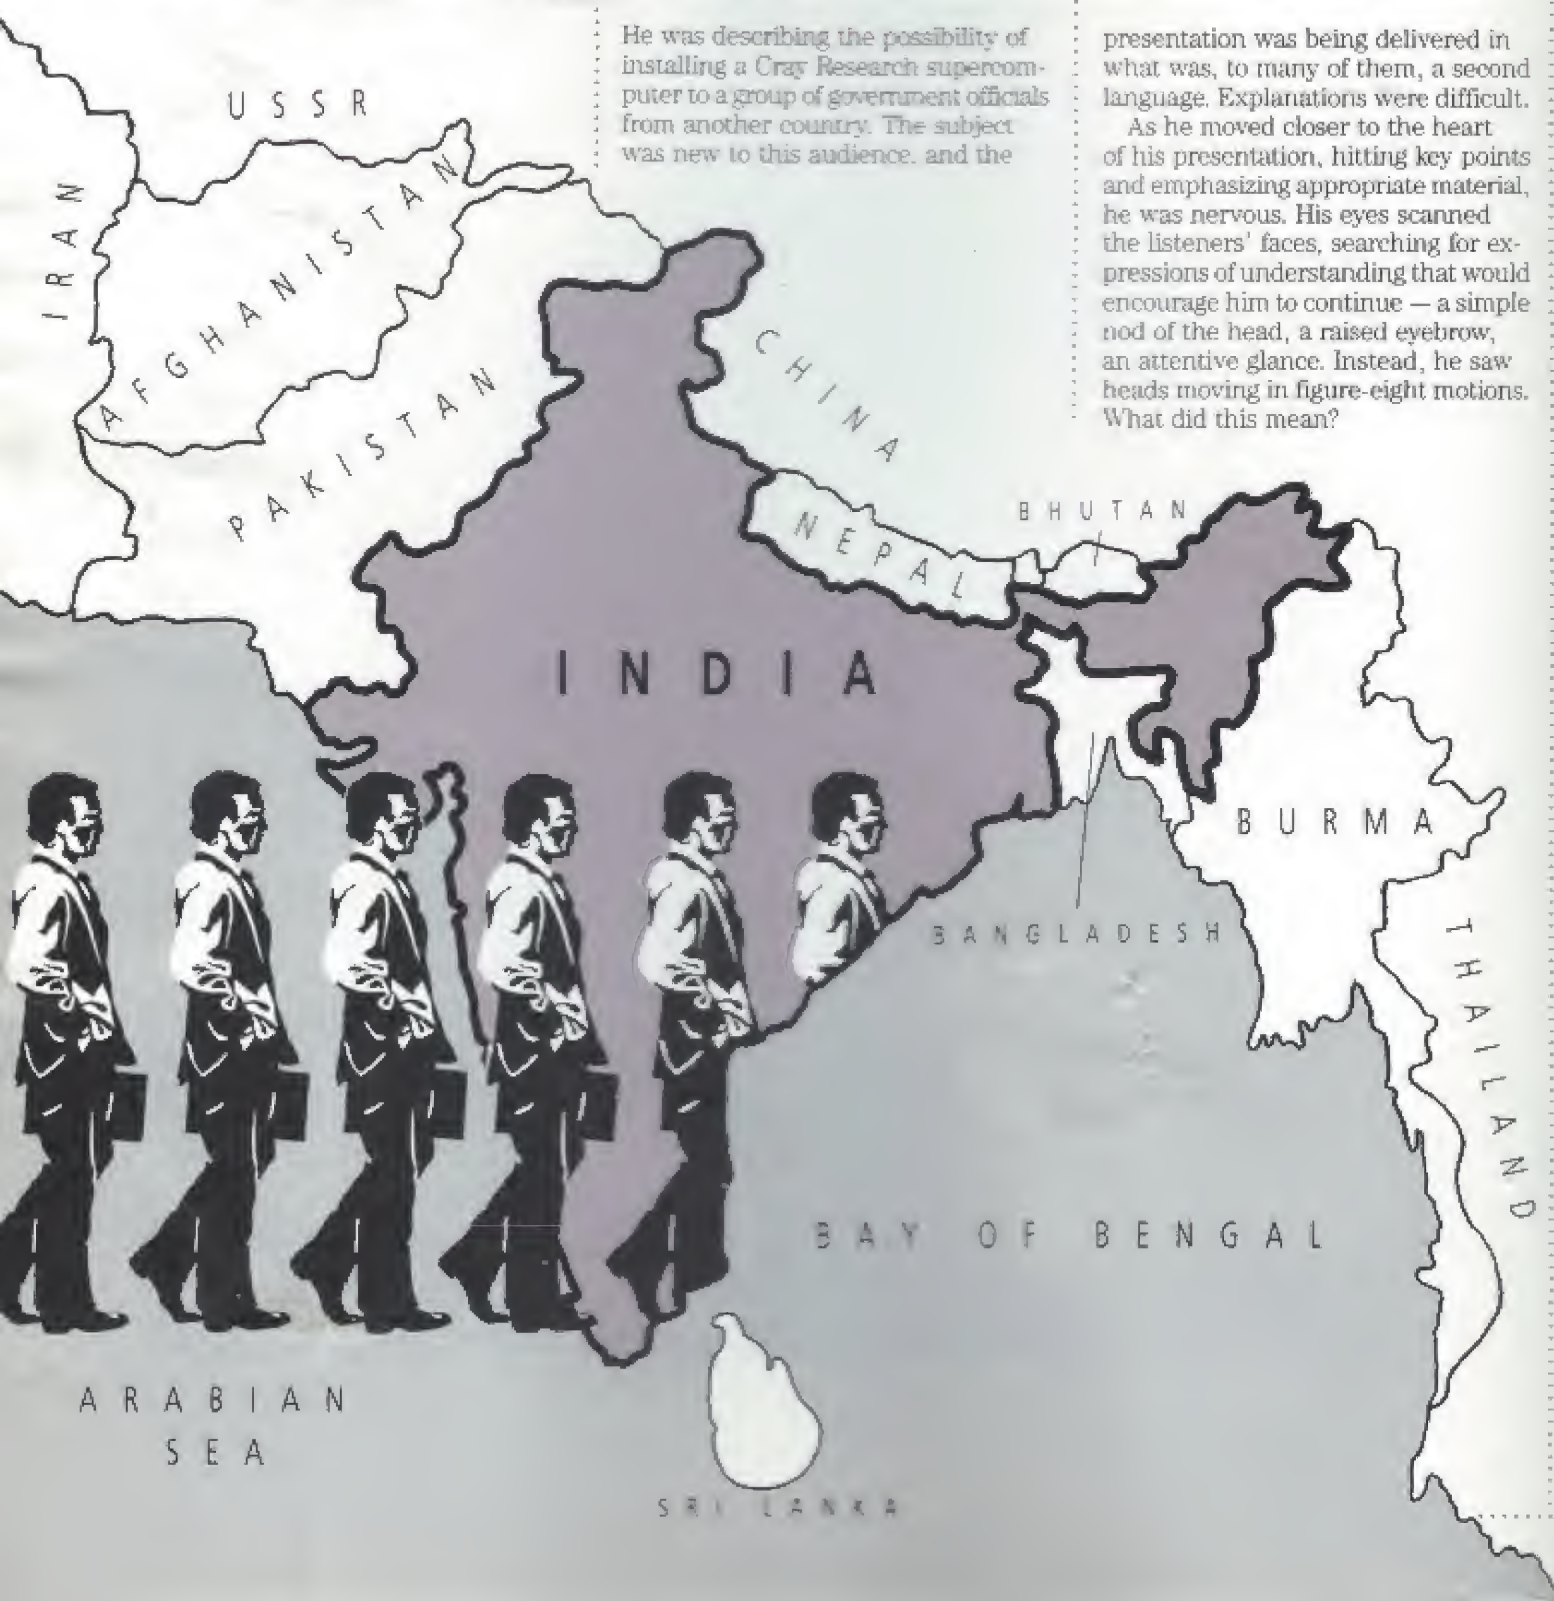 He was describing the possibility of
installing a Cray Research supercom-
puter to a group of government officials
from another country. The subject
was new to this audience, and the
presentation was being delivered in
what was, to many of them, a second
language. Explanations were difficult.
As he moved closer to the heart
of his presentation, hitting key points
and emphasizing appropriate material,
he was nervous. His eyes scanned
the listeners' faces, searching for ex-
pressions of understanding that would
encourage him to continue — a simple
nod of the head, a raised eyebrow,
an attentive glance. Instead, he saw
heads moving in figure-eight motions.
What did this mean?
USSR
IRAN
AFGHANISTAN
PAKISTAN
CHINA
NEPAL
BHUTAN
INDIA
BURMA
BANGLADESH
THAILAND
BAY OF BENGAL
ARABIAN
SEA
SRI LANKA